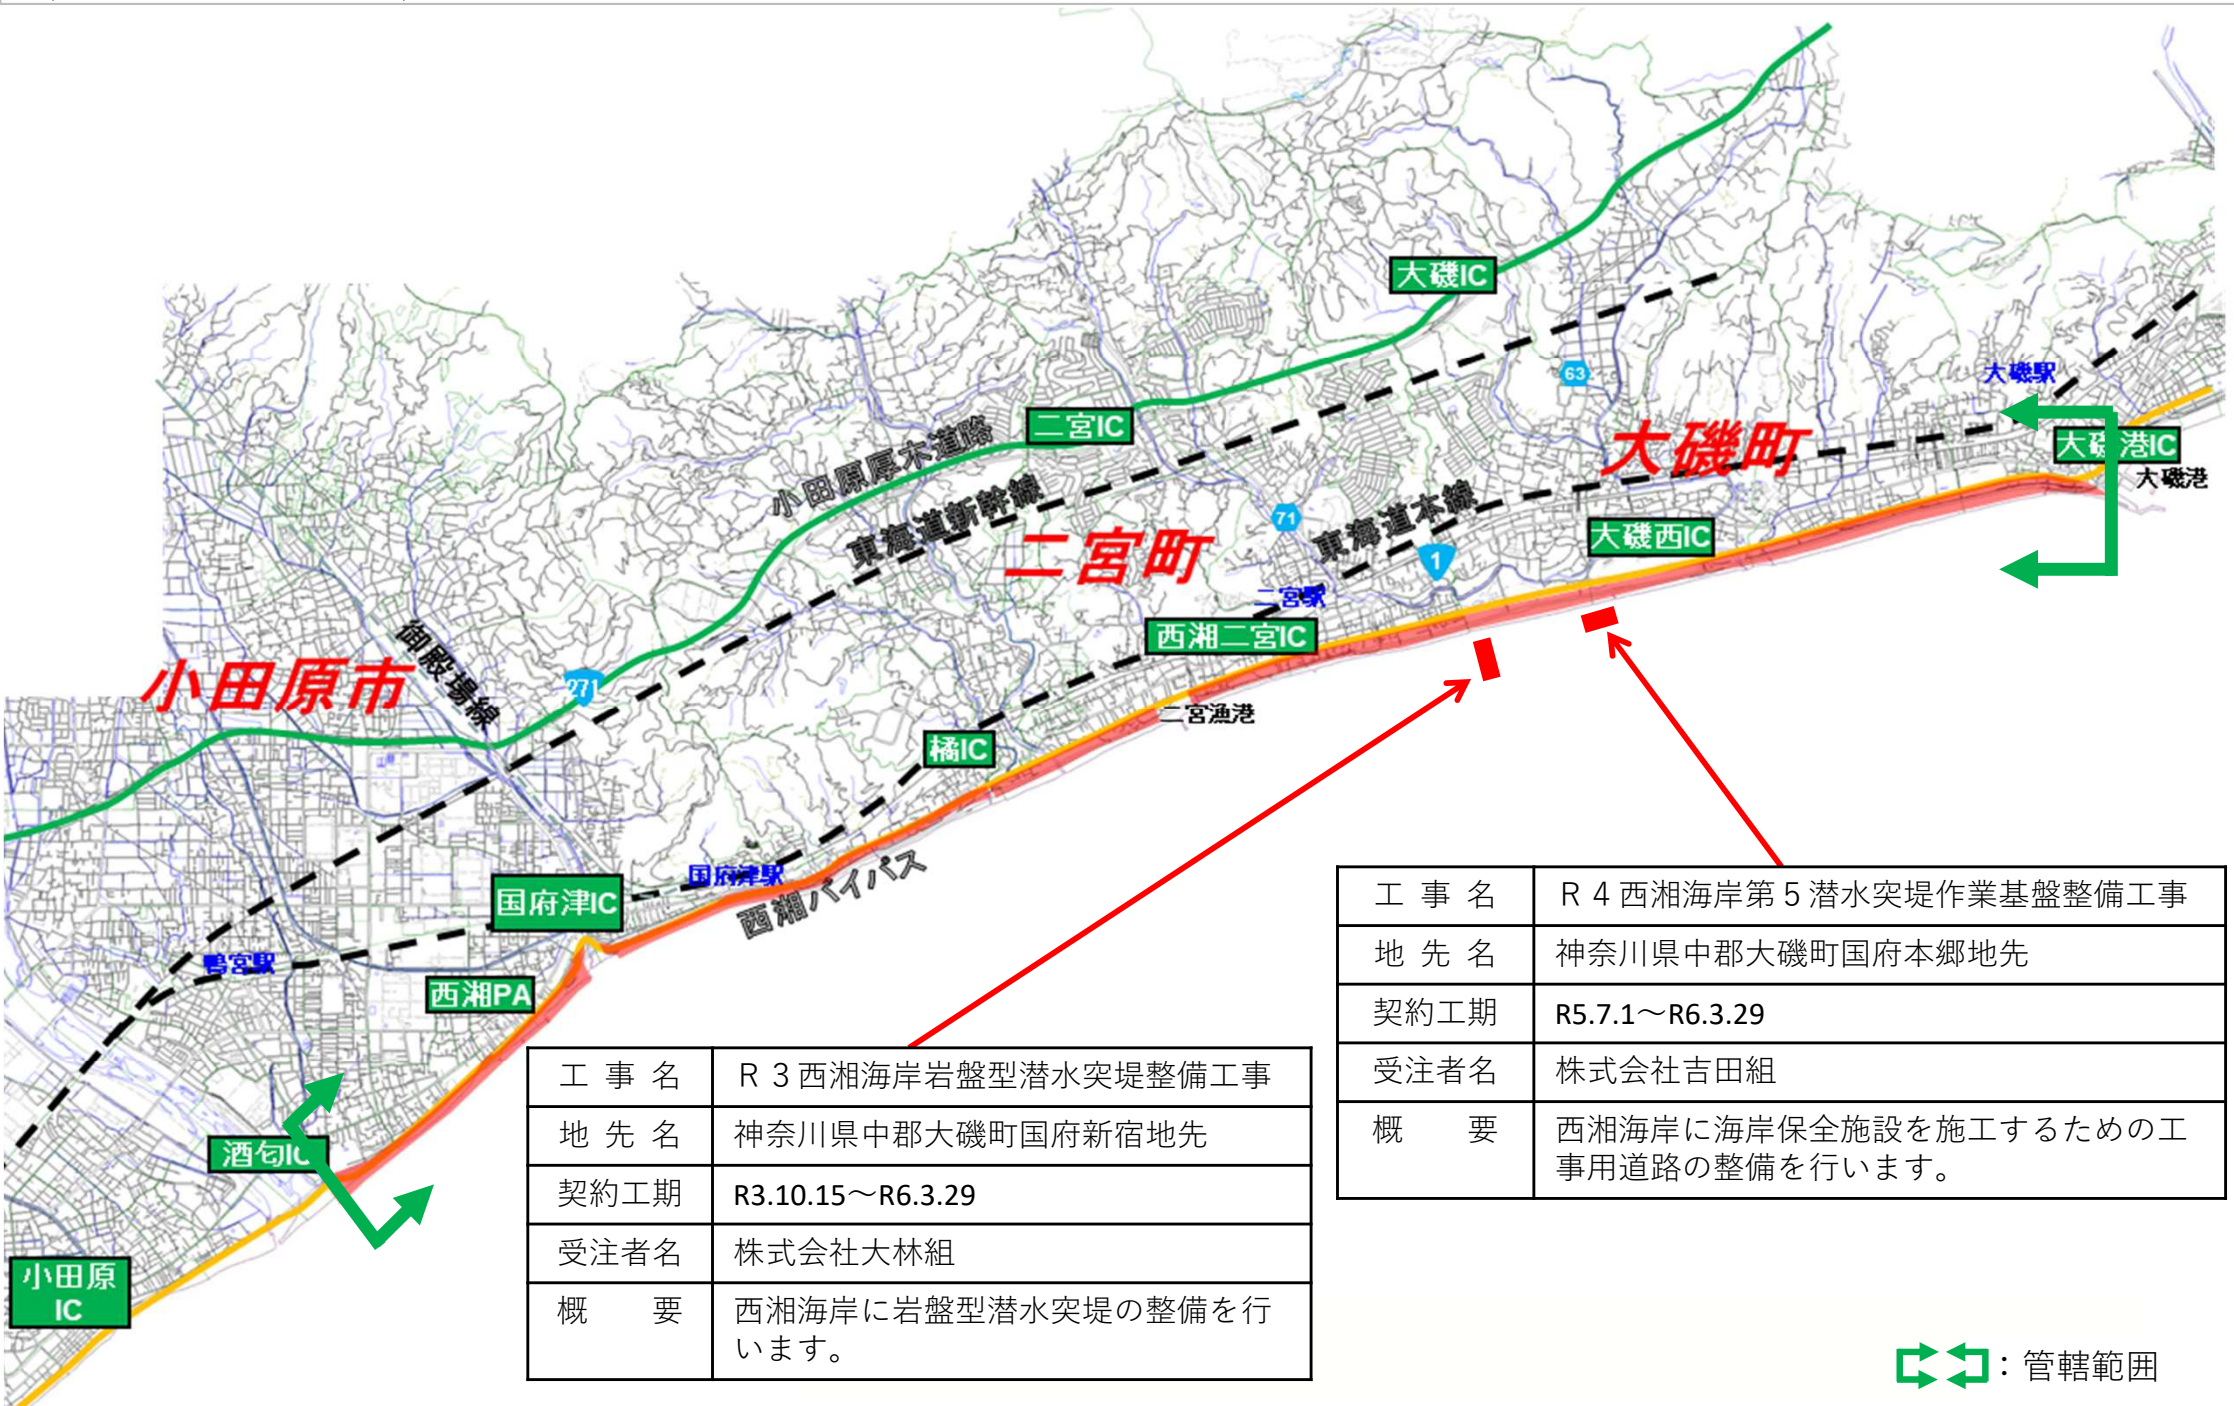 大磯IC
63
大磯駅
二宮IC
小田原厚木道路
大磯町
大磯港IC
大磯港
東海道新幹線
71
東海道本線
二宮町
1
大磯西IC
二宮駅
西湘二宮IC
小田原市
御殿場線
271
二宮漁港
橘IC
国府津駅
西湘バイパス
国府津IC
鴨宮駅
西湘PA
酒匂IC
小田原
IC
工事名 R4西湘海岸第5潜水突堤作業基盤整備工事
地先名 神奈川県中郡大磯町国府本郷地先
契約工期 R5.7.1～R6.3.29
受注者名 株式会社吉田組
概要 西湘海岸に海岸保全施設を施工するための工
事用道路の整備を行います。
工事名 R3西湘海岸岩盤型潜水突堤整備工事
地先名 神奈川県中郡大磯町国府新宿地先
契約工期 R3.10.15～R6.3.29
受注者名 株式会社大林組
概要 西湘海岸に岩盤型潜水突堤の整備を行
います。
：管轄範囲